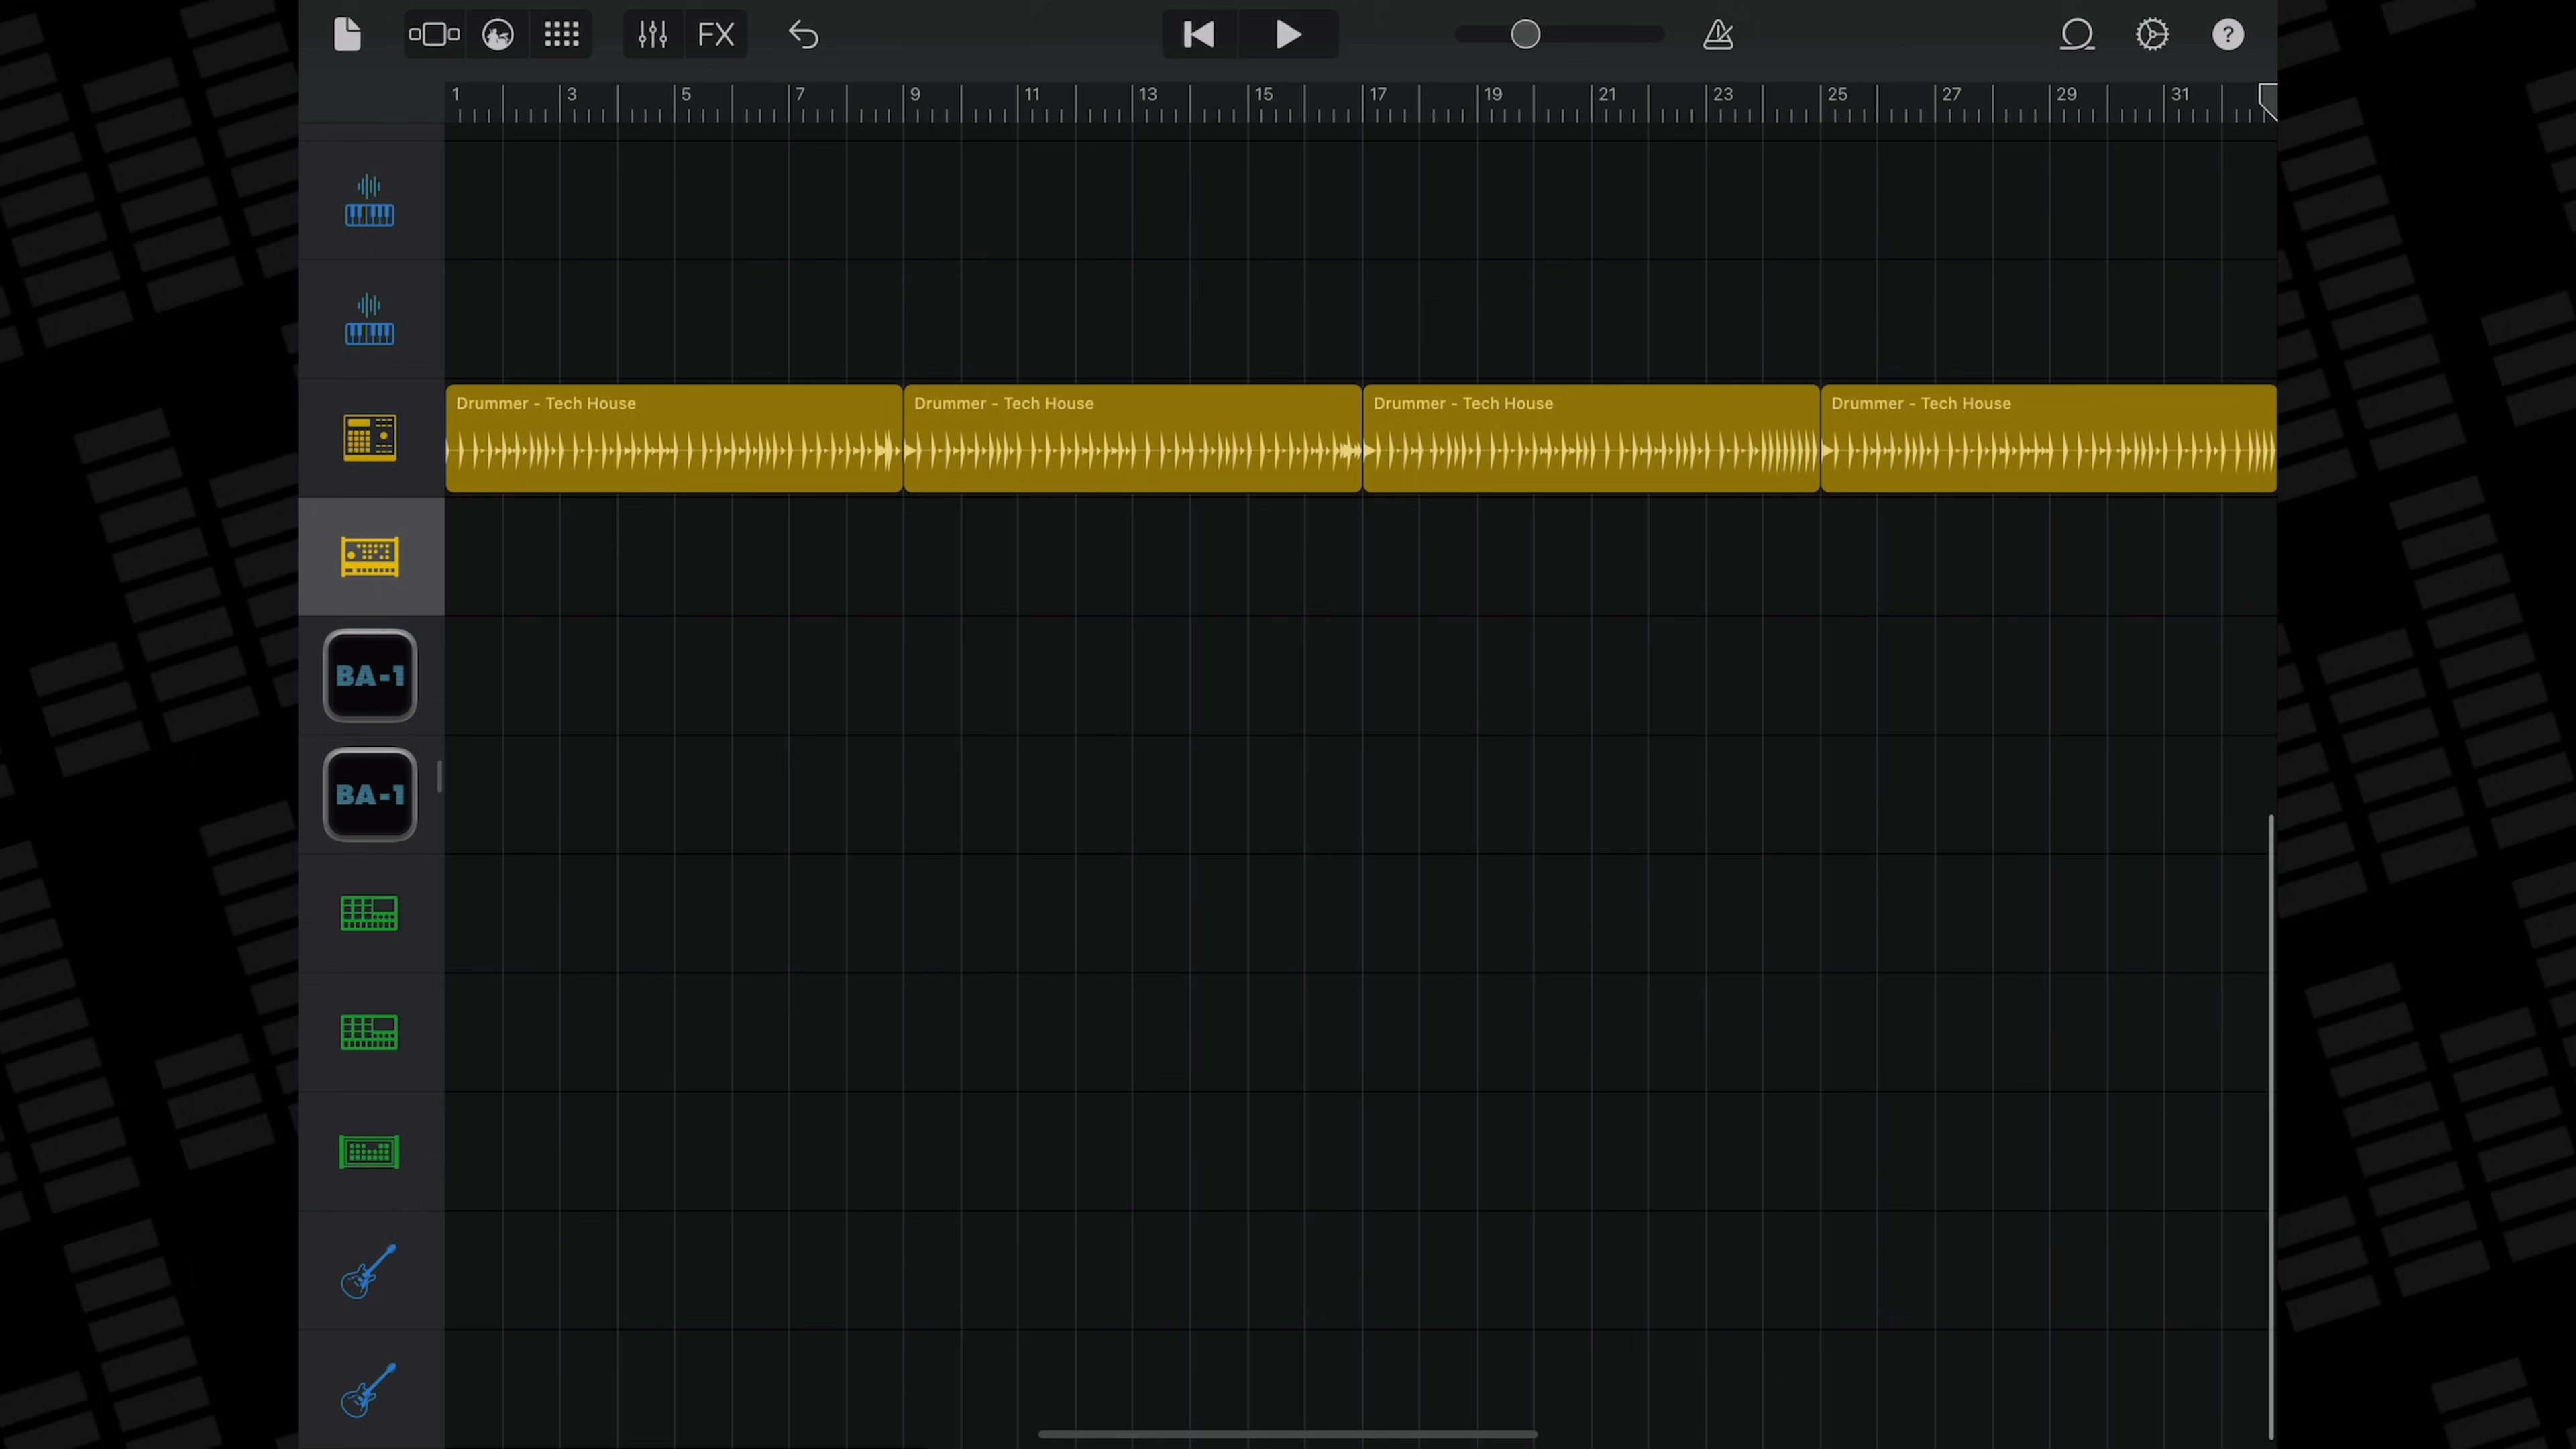 FX
?
1 3 5 7 9 11 13 15 17 19 21 23 25 27 29 31
Drummer - Tech House Drummer - Tech House Drummer - Tech House Drummer - Tech House
BA-1
BA-1